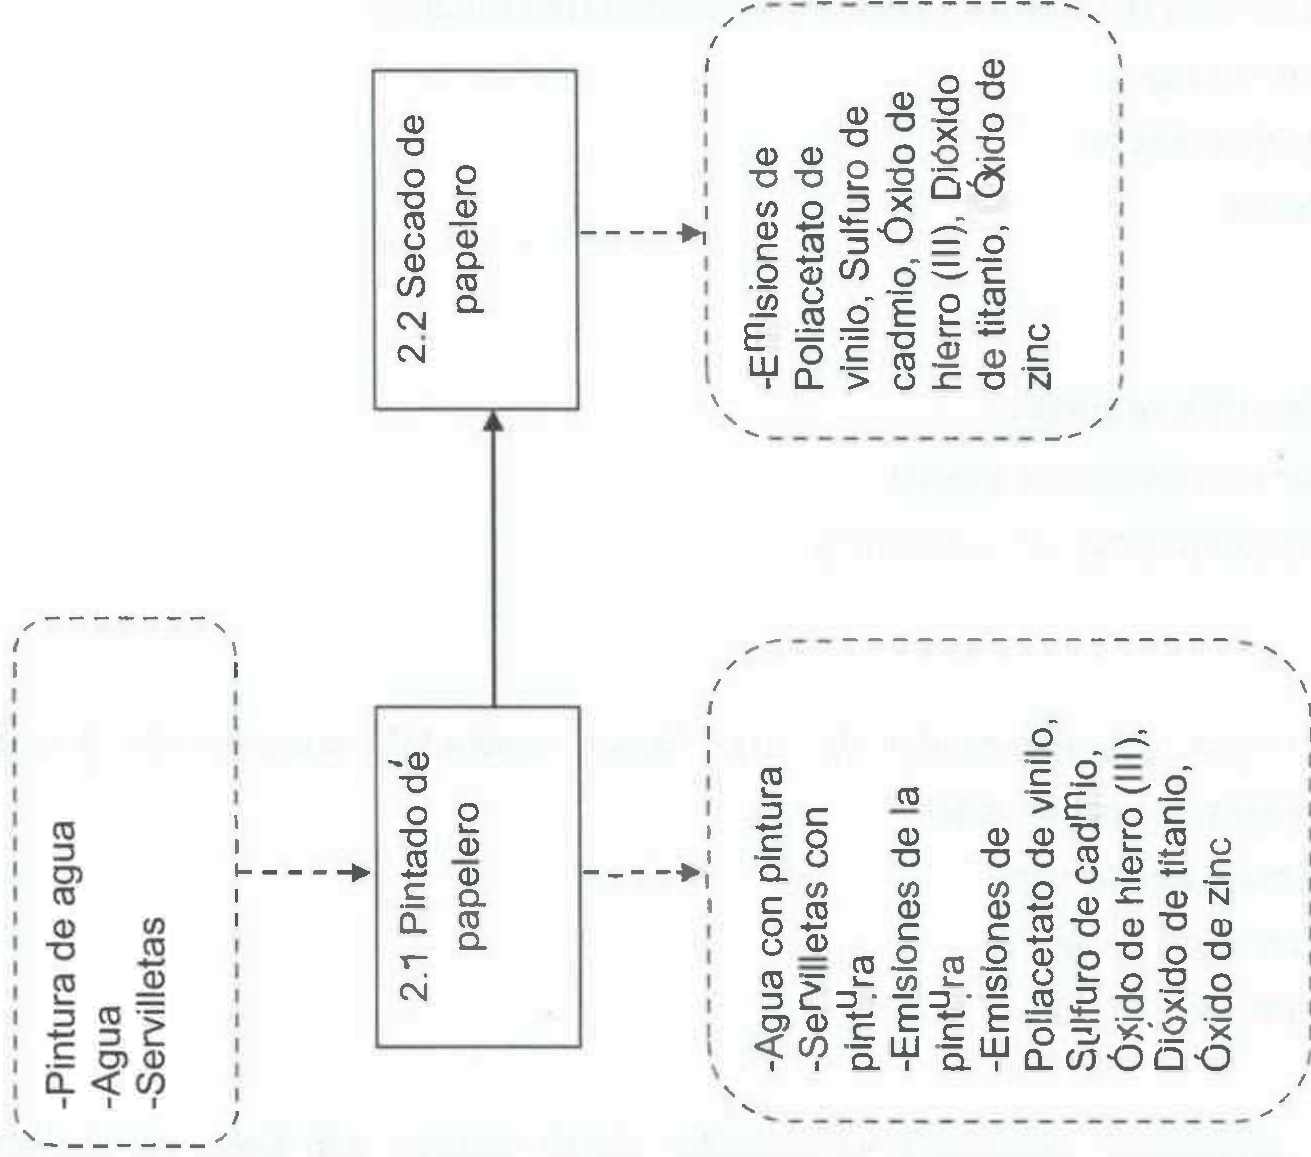 -Pintura de agua
-Agua
-Servilletas
2.1 Pintado de
papelero
2.2 Secado de
papelero
-Agua con pintura
-Servilletas con
pintura
-Emisiones de la
pintura
-Emisiones de
Poliacetato de vinilo,
Sulfuro de cadmio,
Óxido de hierro (III),
Dióxido de titanio,
Óxido de zinc
-Emisiones de
Poliacetato de
vinilo, Sulfuro de
cadmio, Óxido de
hierro (III), Dióxido
de titanio, Óxido de
zinc